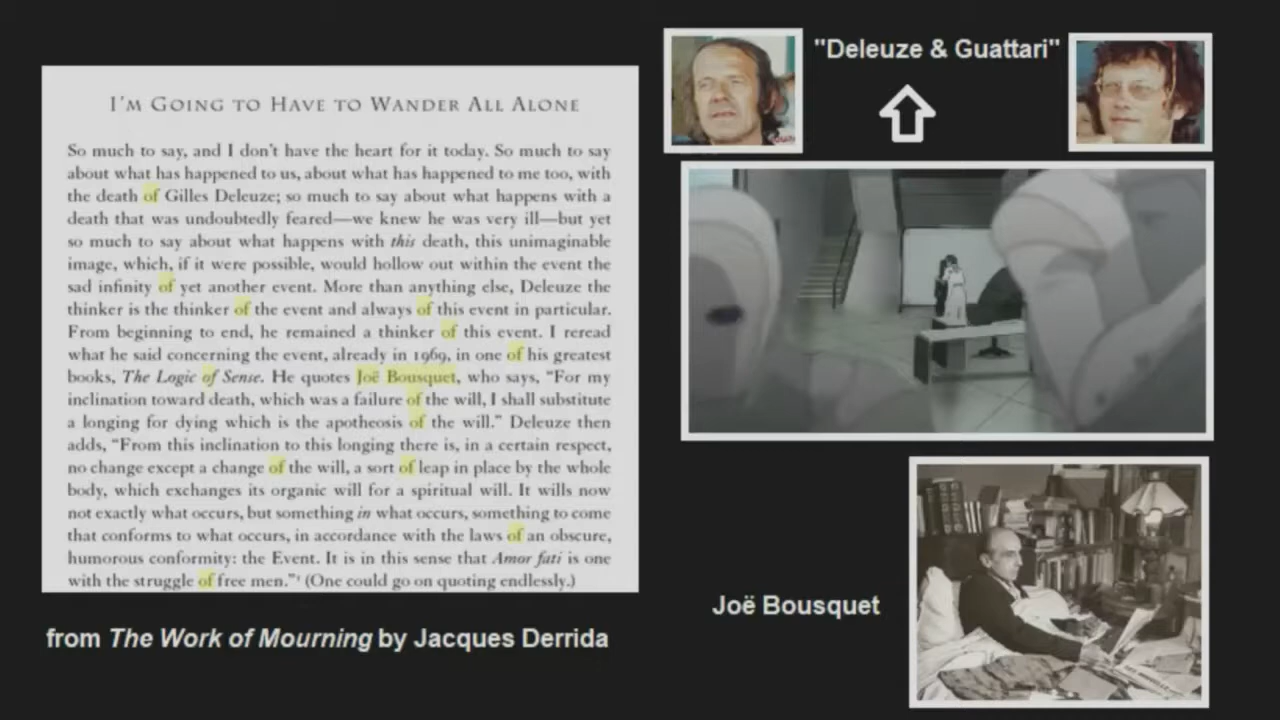 I'M GOING TO HAVE TO WANDER ALL ALONE
So much to say, and I don't have the heart for it today. So much to say
about what has happened to us, about what has happened to me too, with
the death of Gilles Deleuze; so much to say about what happens with a
death that was undoubtedly feared—we knew he was very ill—but yet
so much to say about what happens with this death, this unimaginable
image, which, if it were possible, would hollow out within the event the
sad infinity of yet another event. More than anything else, Deleuze the
thinker is the thinker of the event and always of this event in particular.
From beginning to end, he remained a thinker of this event. I reread
what he said concerning the event, already in 1969, in one of his greatest
books, The Logic of Sense. He quotes Joë Bousquet, who says, "For my
inclination toward death, which was a failure of the will, I shall substitute
a longing for dying which is the apotheosis of the will." Deleuze then
adds, "From this inclination to this longing there is, in a certain respect,
no change except a change of the will, a sort of leap in place by the whole
body, which exchanges its organic will for a spiritual will. It wills now
not exactly what occurs, but something in what occurs, something to come
that conforms to what occurs, in accordance with the laws of an obscure,
humorous conformity: the Event. It is in this sense that Amor fati is one
with the struggle of free men."¹ (One could go on quoting endlessly.)
from The Work of Mourning by Jacques Derrida
"Deleuze & Guattari"
Joë Bousquet